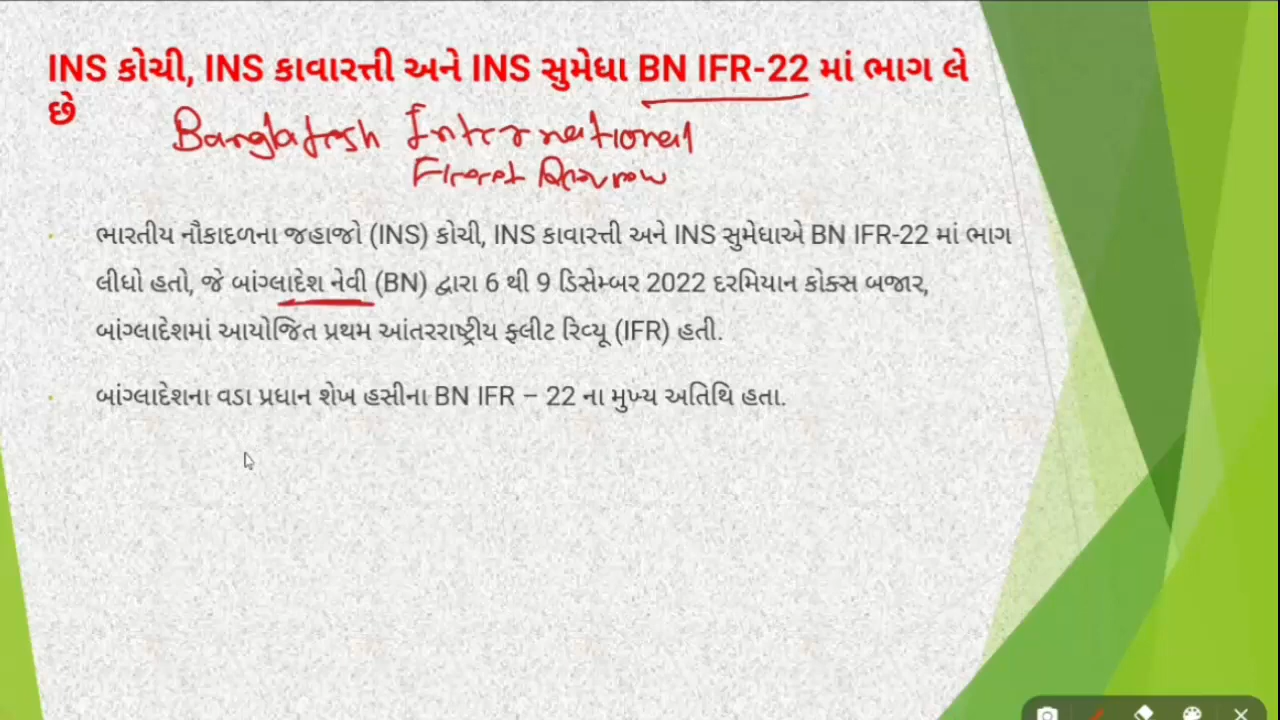 INS કોચી, INS કાવારત્તી અને INS સુમેધા BN IFR-22 માં ભાગ લે
છે
Bangladesh International
ભારતીય નૌકાદળના જહાજો (INS) કોચી, INS કાવારત્તી અને INS સુમેધાએ BN IFR-22 માં ભાગ
લીધો હતો, જે બાંગ્લાદેશ નેવી (BN) દ્વારા 6 થી 9 ડિસેમ્બર 2022 દરમિયાન કોક્સ બજાર,
બાંગ્લાદેશમાં આયોજિત પ્રથમ આંતરરાષ્ટ્રીય ફ્લીટ રિવ્યૂ (IFR) હતી.
બાંગ્લાદેશના વડા પ્રધાન શેખ હસીના BN IFR – 22 ના મુખ્ય અતિથિ હતા.